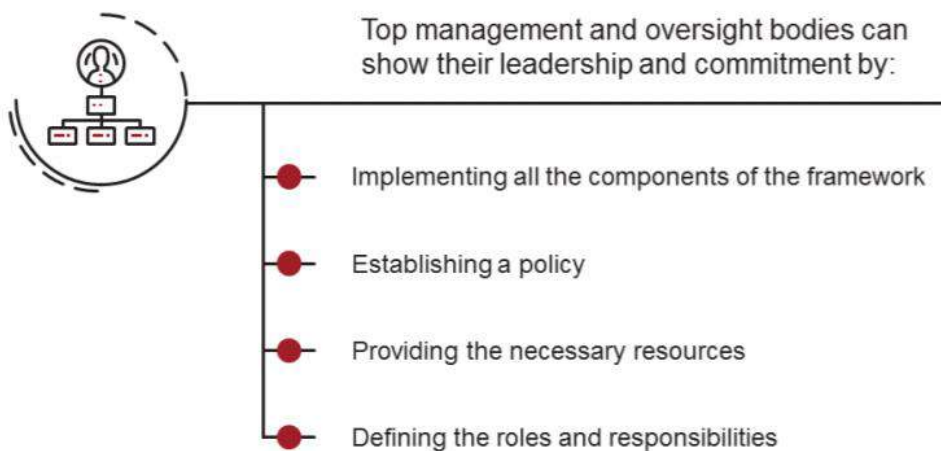 Top management and oversight bodies can
show their leadership and commitment by:
Implementing all the components of the framework
Establishing a policy
Providing the necessary resources
Defining the roles and responsibilities